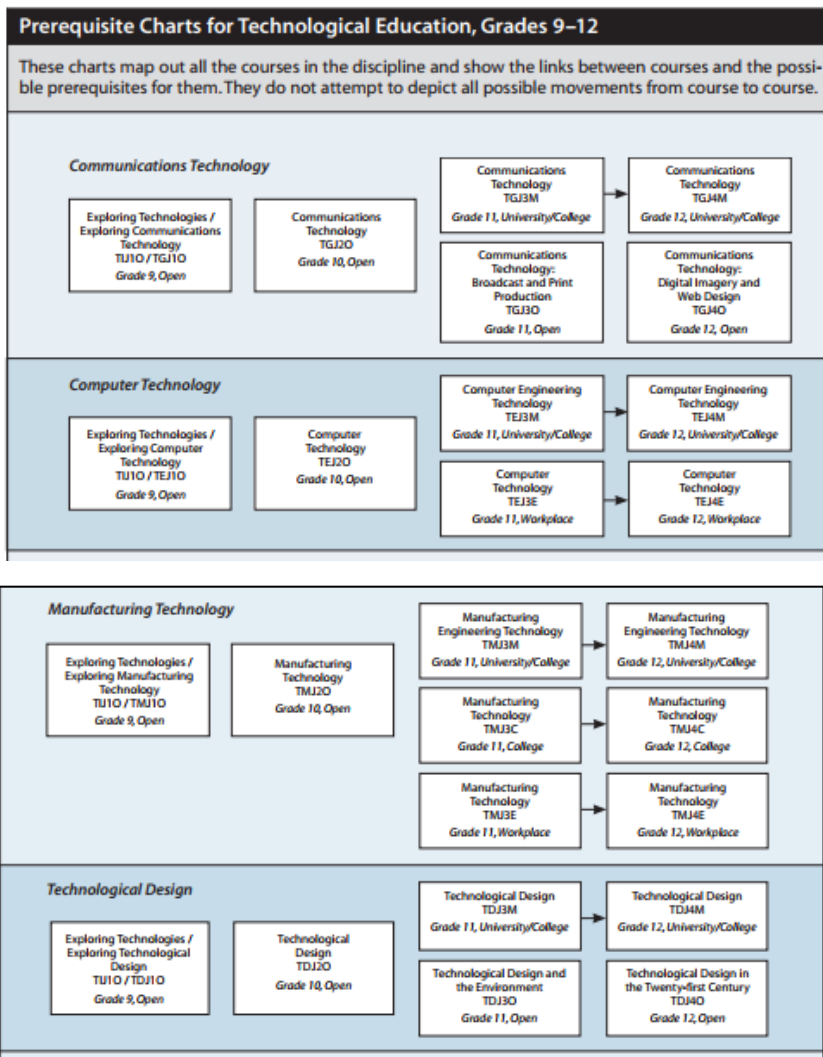 Prerequisite Charts for Technological Education, Grades 9–12
These charts map out all the courses in the discipline and show the links between courses and the possi-
ble prerequisites for them. They do not attempt to depict all possible movements from course to course.
Communications Technology
Exploring Technologies /
Exploring Communications
Technology
TIJ1O / TGJ1O
Grade 9, Open
Communications
Technology
TGJ2O
Grade 10, Open
Communications
Technology
TGJ3M
Grade 11, University/College
Communications
Technology
TGJ4M
Grade 12, University/College
Communications
Technology:
Broadcast and Print
Production
TGJ3O
Grade 11, Open
Communications
Technology:
Digital Imagery and
Web Design
TGJ4O
Grade 12, Open
Computer Technology
Exploring Technologies /
Exploring Computer
Technology
TIJ1O / TEJ1O
Grade 9, Open
Computer
Technology
TEJ2O
Grade 10, Open
Computer Engineering
Technology
TEJ3M
Grade 11, University/College
Computer Engineering
Technology
TEJ4M
Grade 12, University/College
Computer
Technology
TEJ3E
Grade 11, Workplace
Computer
Technology
TEJ4E
Grade 12, Workplace
Manufacturing Technology
Exploring Technologies /
Exploring Manufacturing
Technology
TIJ1O / TMJ1O
Grade 9, Open
Manufacturing
Technology
TMJ2O
Grade 10, Open
Manufacturing
Engineering Technology
TMJ3M
Grade 11, University/College
Manufacturing
Engineering Technology
TMJ4M
Grade 12, University/College
Manufacturing
Technology
TMJ3C
Grade 11, College
Manufacturing
Technology
TMJ4C
Grade 12, College
Manufacturing
Technology
TMJ3E
Grade 11, Workplace
Manufacturing
Technology
TMJ4E
Grade 12, Workplace
Technological Design
Exploring Technologies /
Exploring Technological
Design
TIJ1O / TDJ1O
Grade 9, Open
Technological
Design
TDJ2O
Grade 10, Open
Technological Design
TDJ3M
Grade 11, University/College
Technological Design
TDJ4M
Grade 12, University/College
Technological Design and
the Environment
TDJ3O
Grade 11, Open
Technological Design in
the Twenty-first Century
TDJ4O
Grade 12, Open